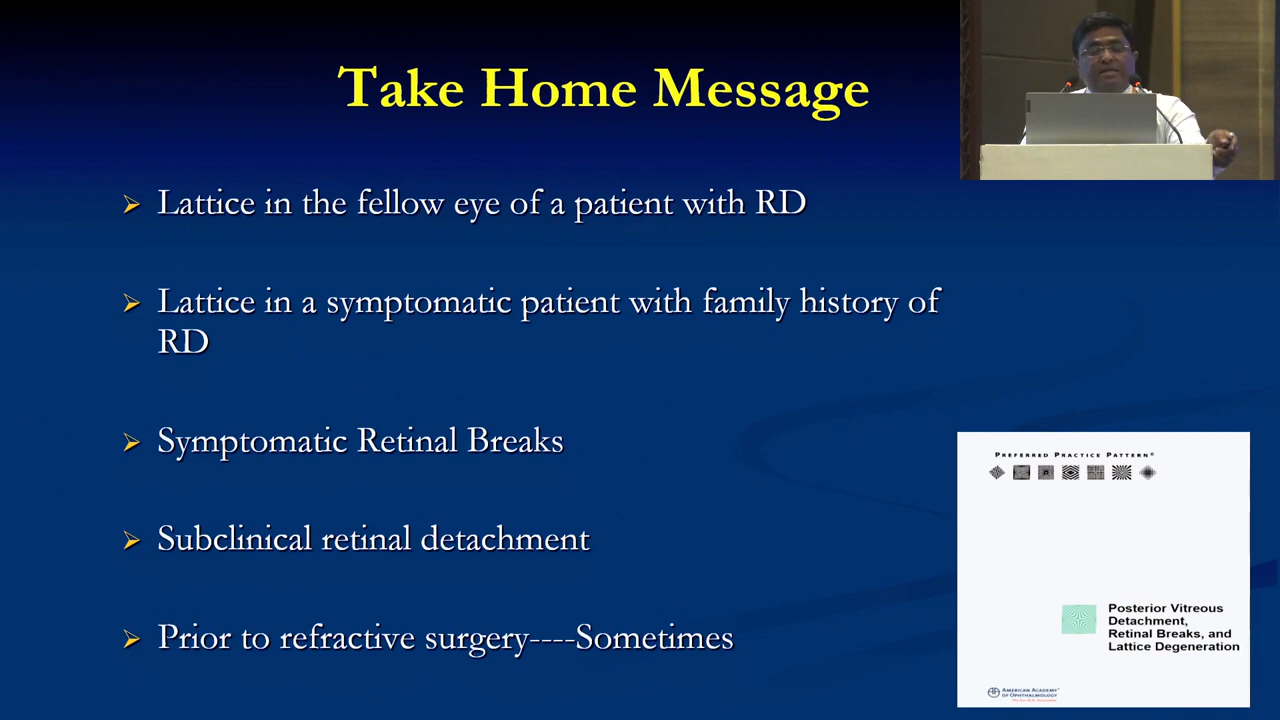 Take Home Message
➢ Lattice in the fellow eye of a patient with RD
➢ Lattice in a symptomatic patient with family history of
RD
➢ Symptomatic Retinal Breaks
➢ Subclinical retinal detachment
➢ Prior to refractive surgery----Sometimes
PREFERRED PRACTICE PATTERN®
Posterior Vitreous
Detachment,
Retinal Breaks, and
Lattice Degeneration
AMERICAN ACADEMY
OF OPHTHALMOLOGY